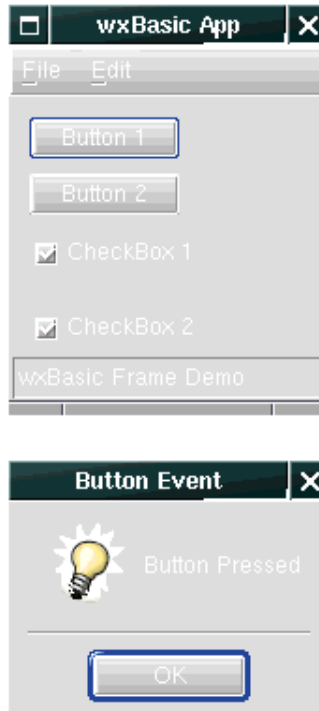 wxBasic App
File Edit
Button 1
Button 2
CheckBox 1
CheckBox 2
wxBasic Frame Demo
Button Event
Button Pressed
OK